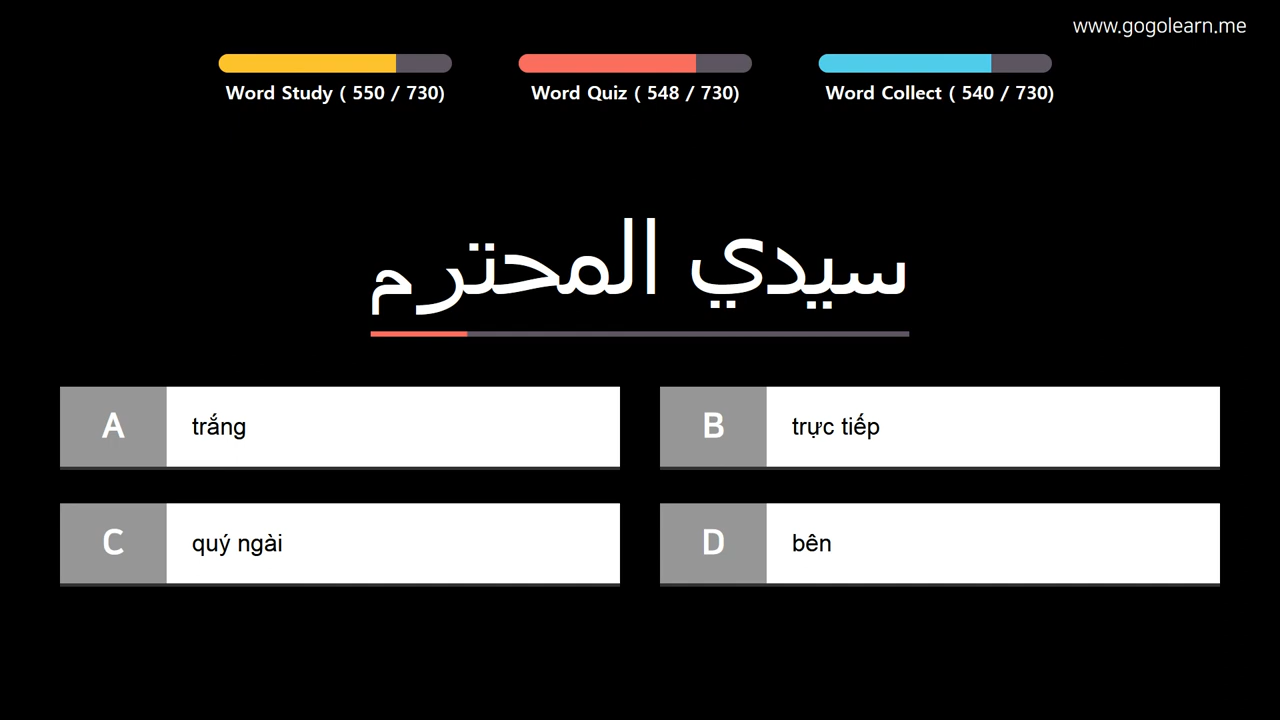 www.gogolearn.me
Word Study ( 550 / 730)
Word Quiz ( 548 / 730)
Word Collect ( 540 / 730)
سيدي المحترم
A trắng
B trực tiếp
C quý ngài
D bên